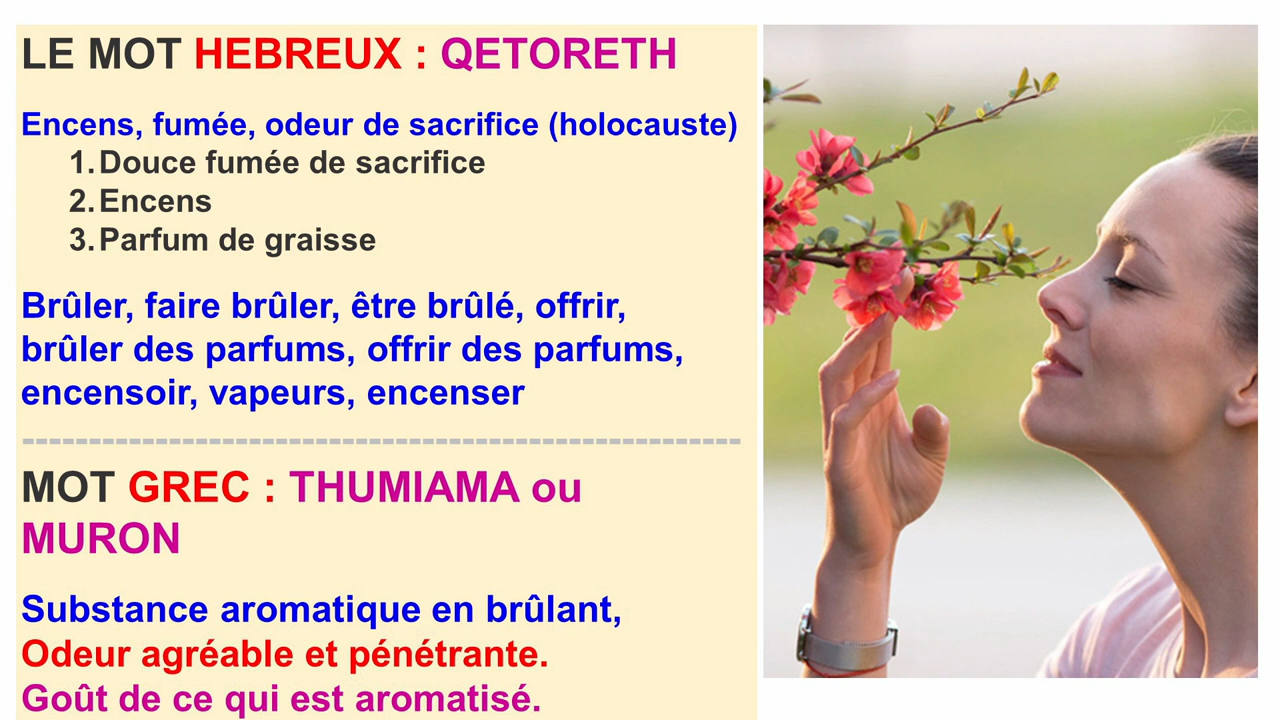 LE MOT HEBREUX : QETORETH
Encens, fumée, odeur de sacrifice (holocauste)
1. Douce fumée de sacrifice
2. Encens
3. Parfum de graisse
Brûler, faire brûler, être brûlé, offrir,
brûler des parfums, offrir des parfums,
encensoir, vapeurs, encenser
------------------------------------------------------
MOT GREC : THUMIAMA ou
MURON
Substance aromatique en brûlant,
Odeur agréable et pénétrante.
Goût de ce qui est aromatisé.